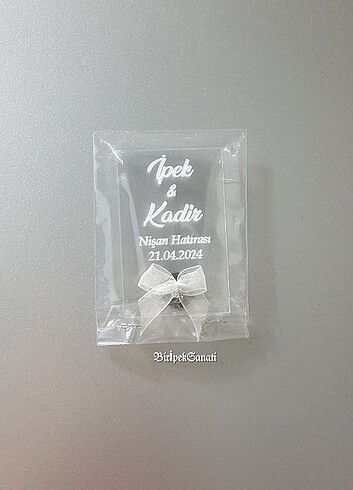 İpek
&
Kadir
Nişan Hatırası
21.04.2024
BirİpekSanati